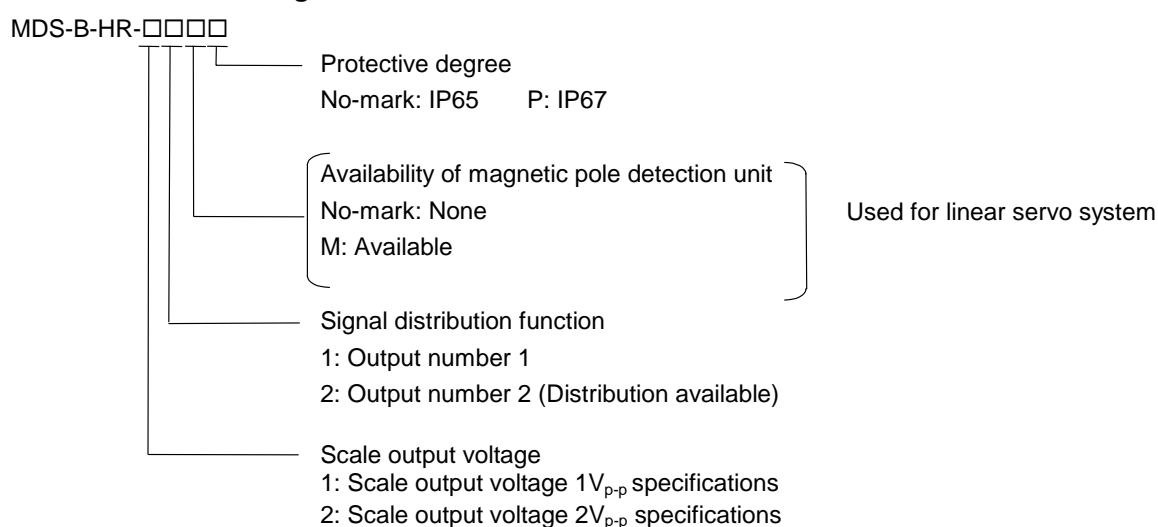 MDS-B-HR-□□□□
Protective degree
No-mark: IP65 P: IP67
Availability of magnetic pole detection unit
No-mark: None
M: Available
Used for linear servo system
Signal distribution function
1: Output number 1
2: Output number 2 (Distribution available)
Scale output voltage
1: Scale output voltage 1Vp-p specifications
2: Scale output voltage 2Vp-p specifications